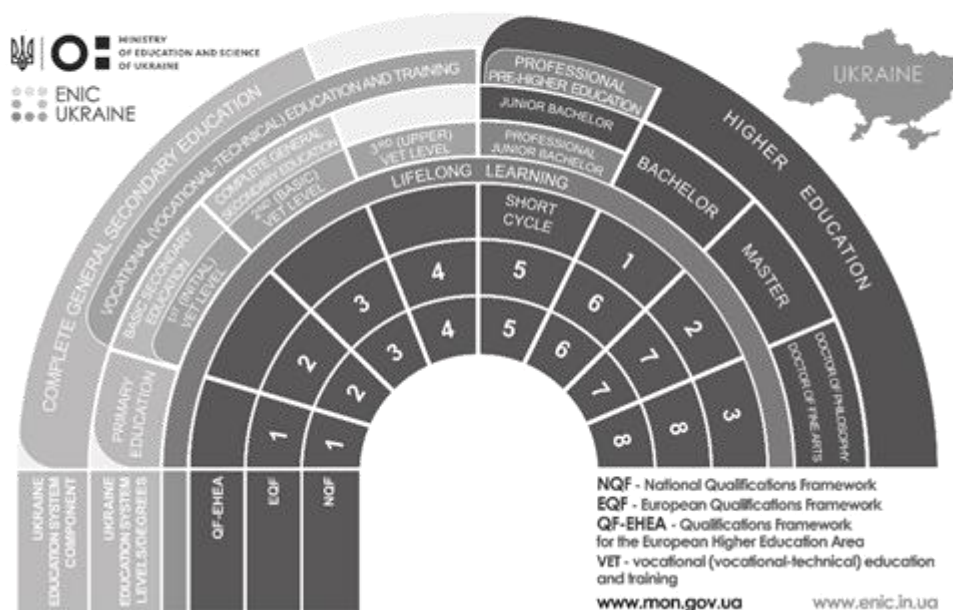 MINISTRY
OF EDUCATION AND SCIENCE
OF UKRAINE
ENIC
UKRAINE
UKRAINE
COMPLETE GENERAL SECONDARY EDUCATION
VOCATIONAL (VOCATIONAL-TECHNICAL) EDUCATION AND TRAINING
HIGHER EDUCATION
PROFESSIONAL
PRE-HIGHER EDUCATION
PRIMARY
EDUCATION
BASIC SECONDARY
EDUCATION
1ST (INITIAL)
VET LEVEL
COMPLETE GENERAL
SECONDARY EDUCATION
2ND (BASIC)
VET LEVEL
3RD (UPPER)
VET LEVEL
JUNIOR BACHELOR
PROFESSIONAL
JUNIOR BACHELOR
BACHELOR
MASTER
DOCTOR OF PHILOSOPHY
DOCTOR OF FINE ARTS
LIFELONG LEARNING
SHORT
CYCLE
1
2
3
1
2
3
4
5
6
7
8
1
2
3
4
5
6
7
8
UKRAINE
EDUCATION SYSTEM
COMPONENT
UKRAINE
EDUCATION SYSTEM
LEVELS/DEGREES
QF-EHEA
EQF
NQF
NQF - National Qualifications Framework
EQF - European Qualifications Framework
QF-EHEA - Qualifications Framework
for the European Higher Education Area
VET - vocational (vocational-technical) education
and training
www.mon.gov.ua
www.enic.in.ua